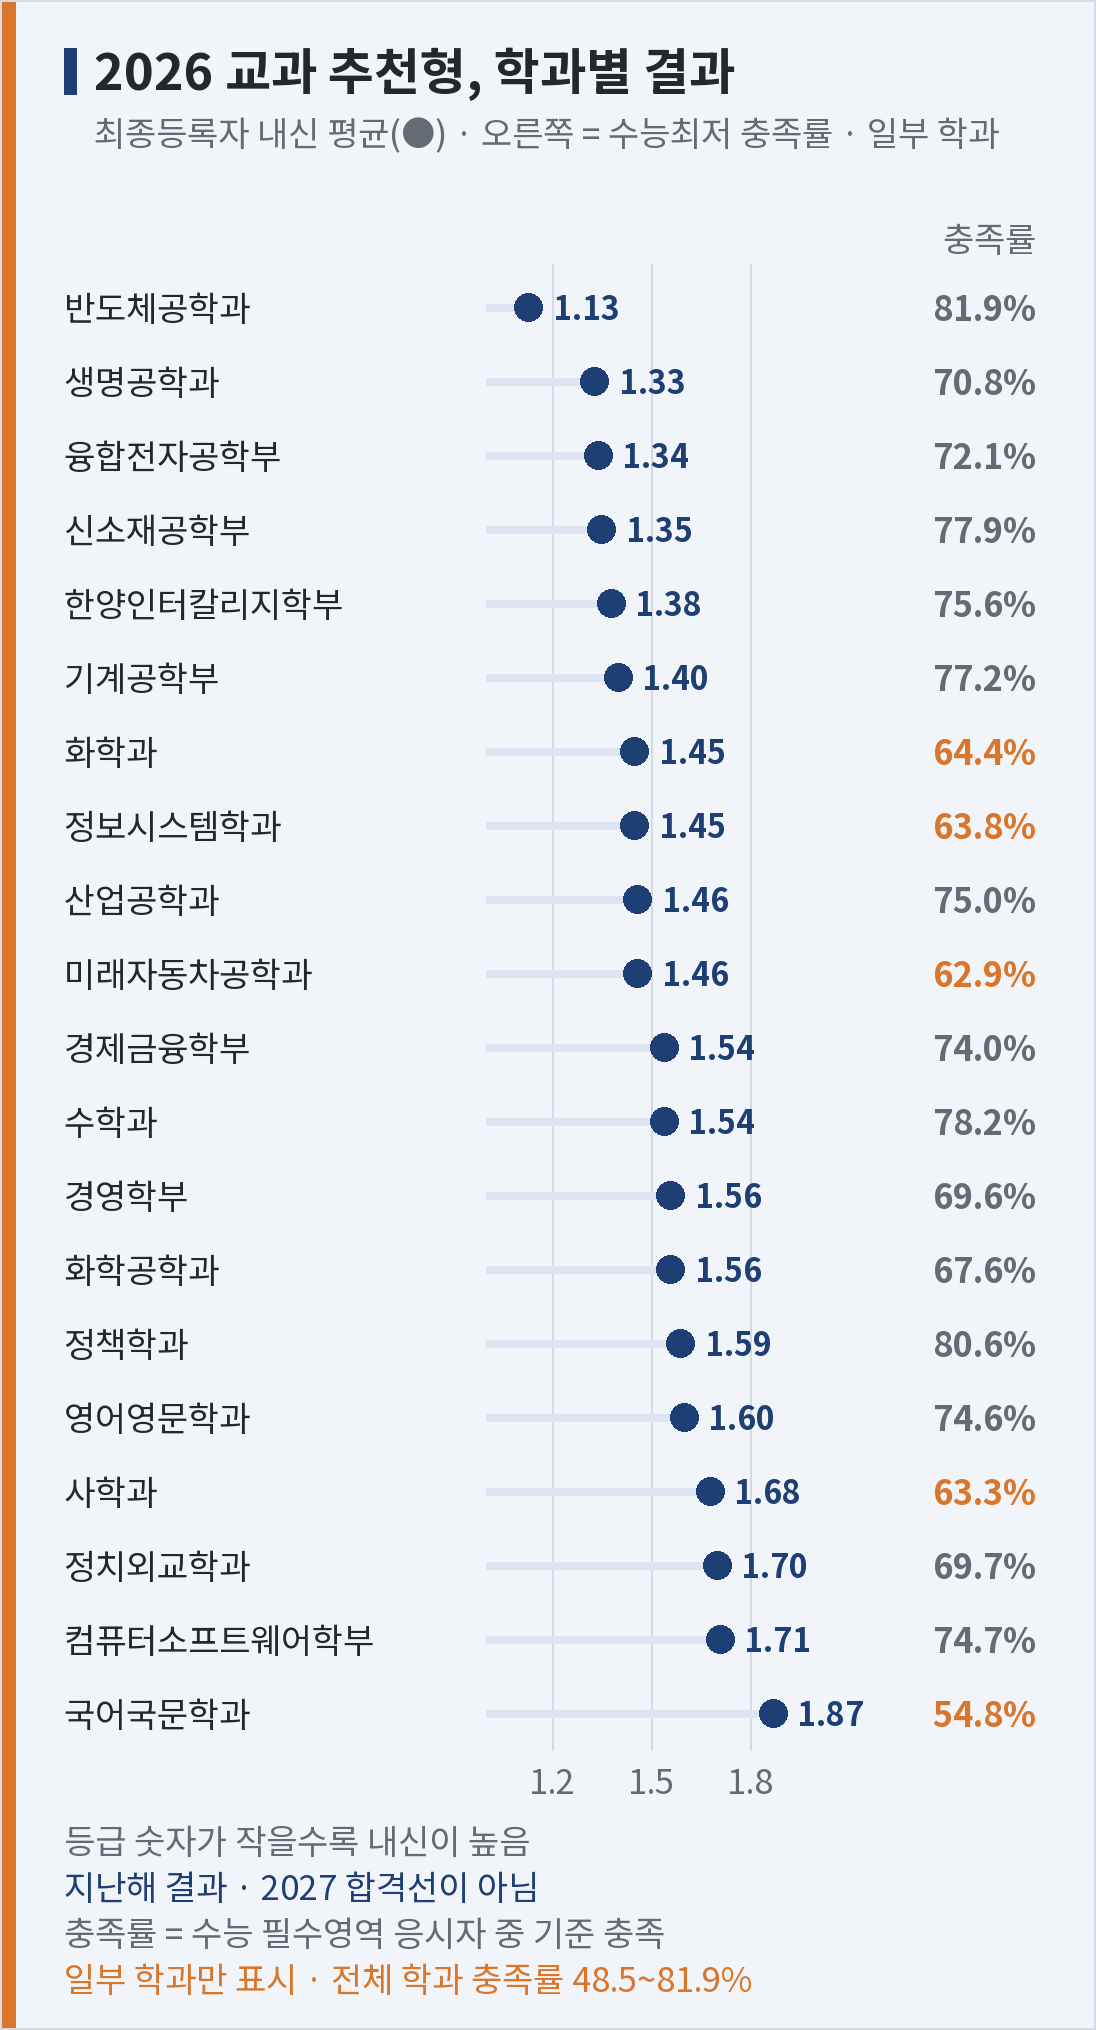 2026 교과 추천형, 학과별 결과
최종등록자 내신 평균(●) · 오른쪽 = 수능최저 충족률 · 일부 학과
충족률
반도체공학과 1.13 81.9%
생명공학과 1.33 70.8%
융합전자공학부 1.34 72.1%
신소재공학부 1.35 77.9%
한양인터칼리지학부 1.38 75.6%
기계공학부 1.40 77.2%
화학과 1.45 64.4%
정보시스템학과 1.45 63.8%
산업공학과 1.46 75.0%
미래자동차공학과 1.46 62.9%
경제금융학부 1.54 74.0%
수학과 1.54 78.2%
경영학부 1.56 69.6%
화학공학과 1.56 67.6%
정책학과 1.59 80.6%
영어영문학과 1.60 74.6%
사학과 1.68 63.3%
정치외교학과 1.70 69.7%
컴퓨터소프트웨어학부 1.71 74.7%
국어국문학과 1.87 54.8%
1.2 1.5 1.8
등급 숫자가 작을수록 내신이 높음
지난해 결과 · 2027 합격선이 아님
충족률 = 수능 필수영역 응시자 중 기준 충족
일부 학과만 표시 · 전체 학과 충족률 48.5~81.9%